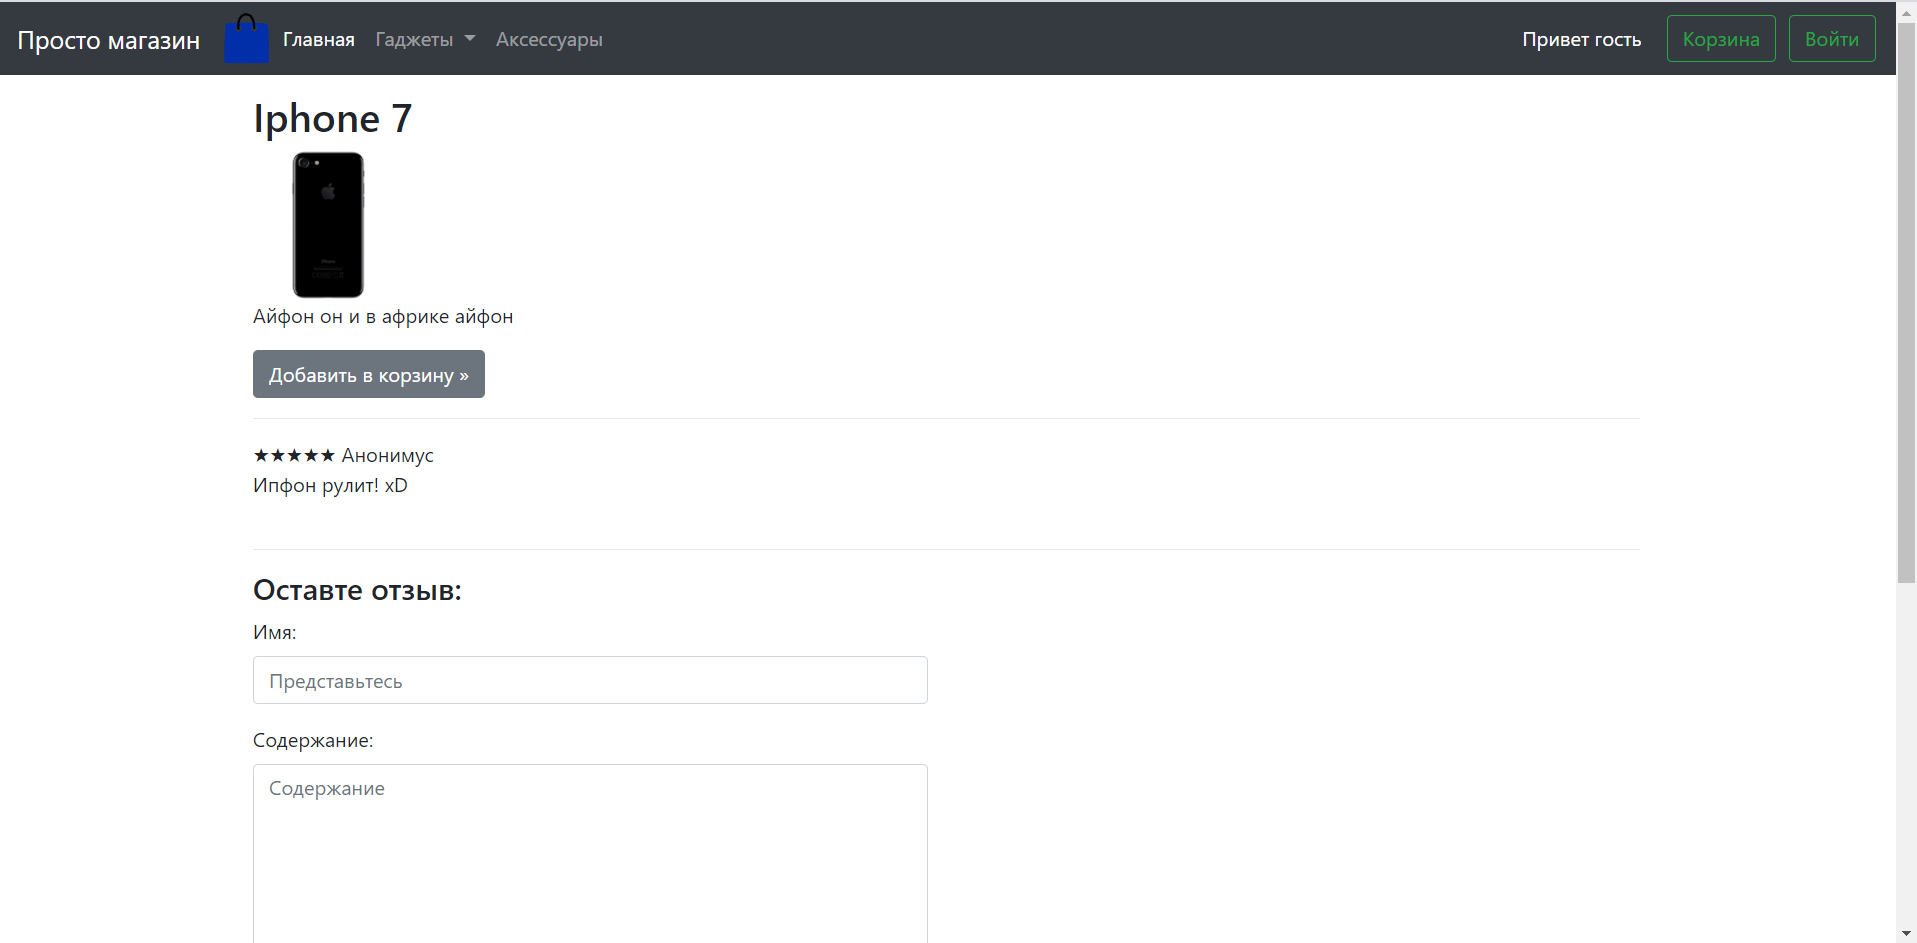 Просто магазин Главная Гаджеты Аксессуары Привет гость Корзина Войти
Iphone 7
Айфон он и в африке айфон
Добавить в корзину »
★★★★★ Анонимус
Ипфон рулит! xD
Оставте отзыв:
Имя:
Представьтесь
Содержание:
Содержание